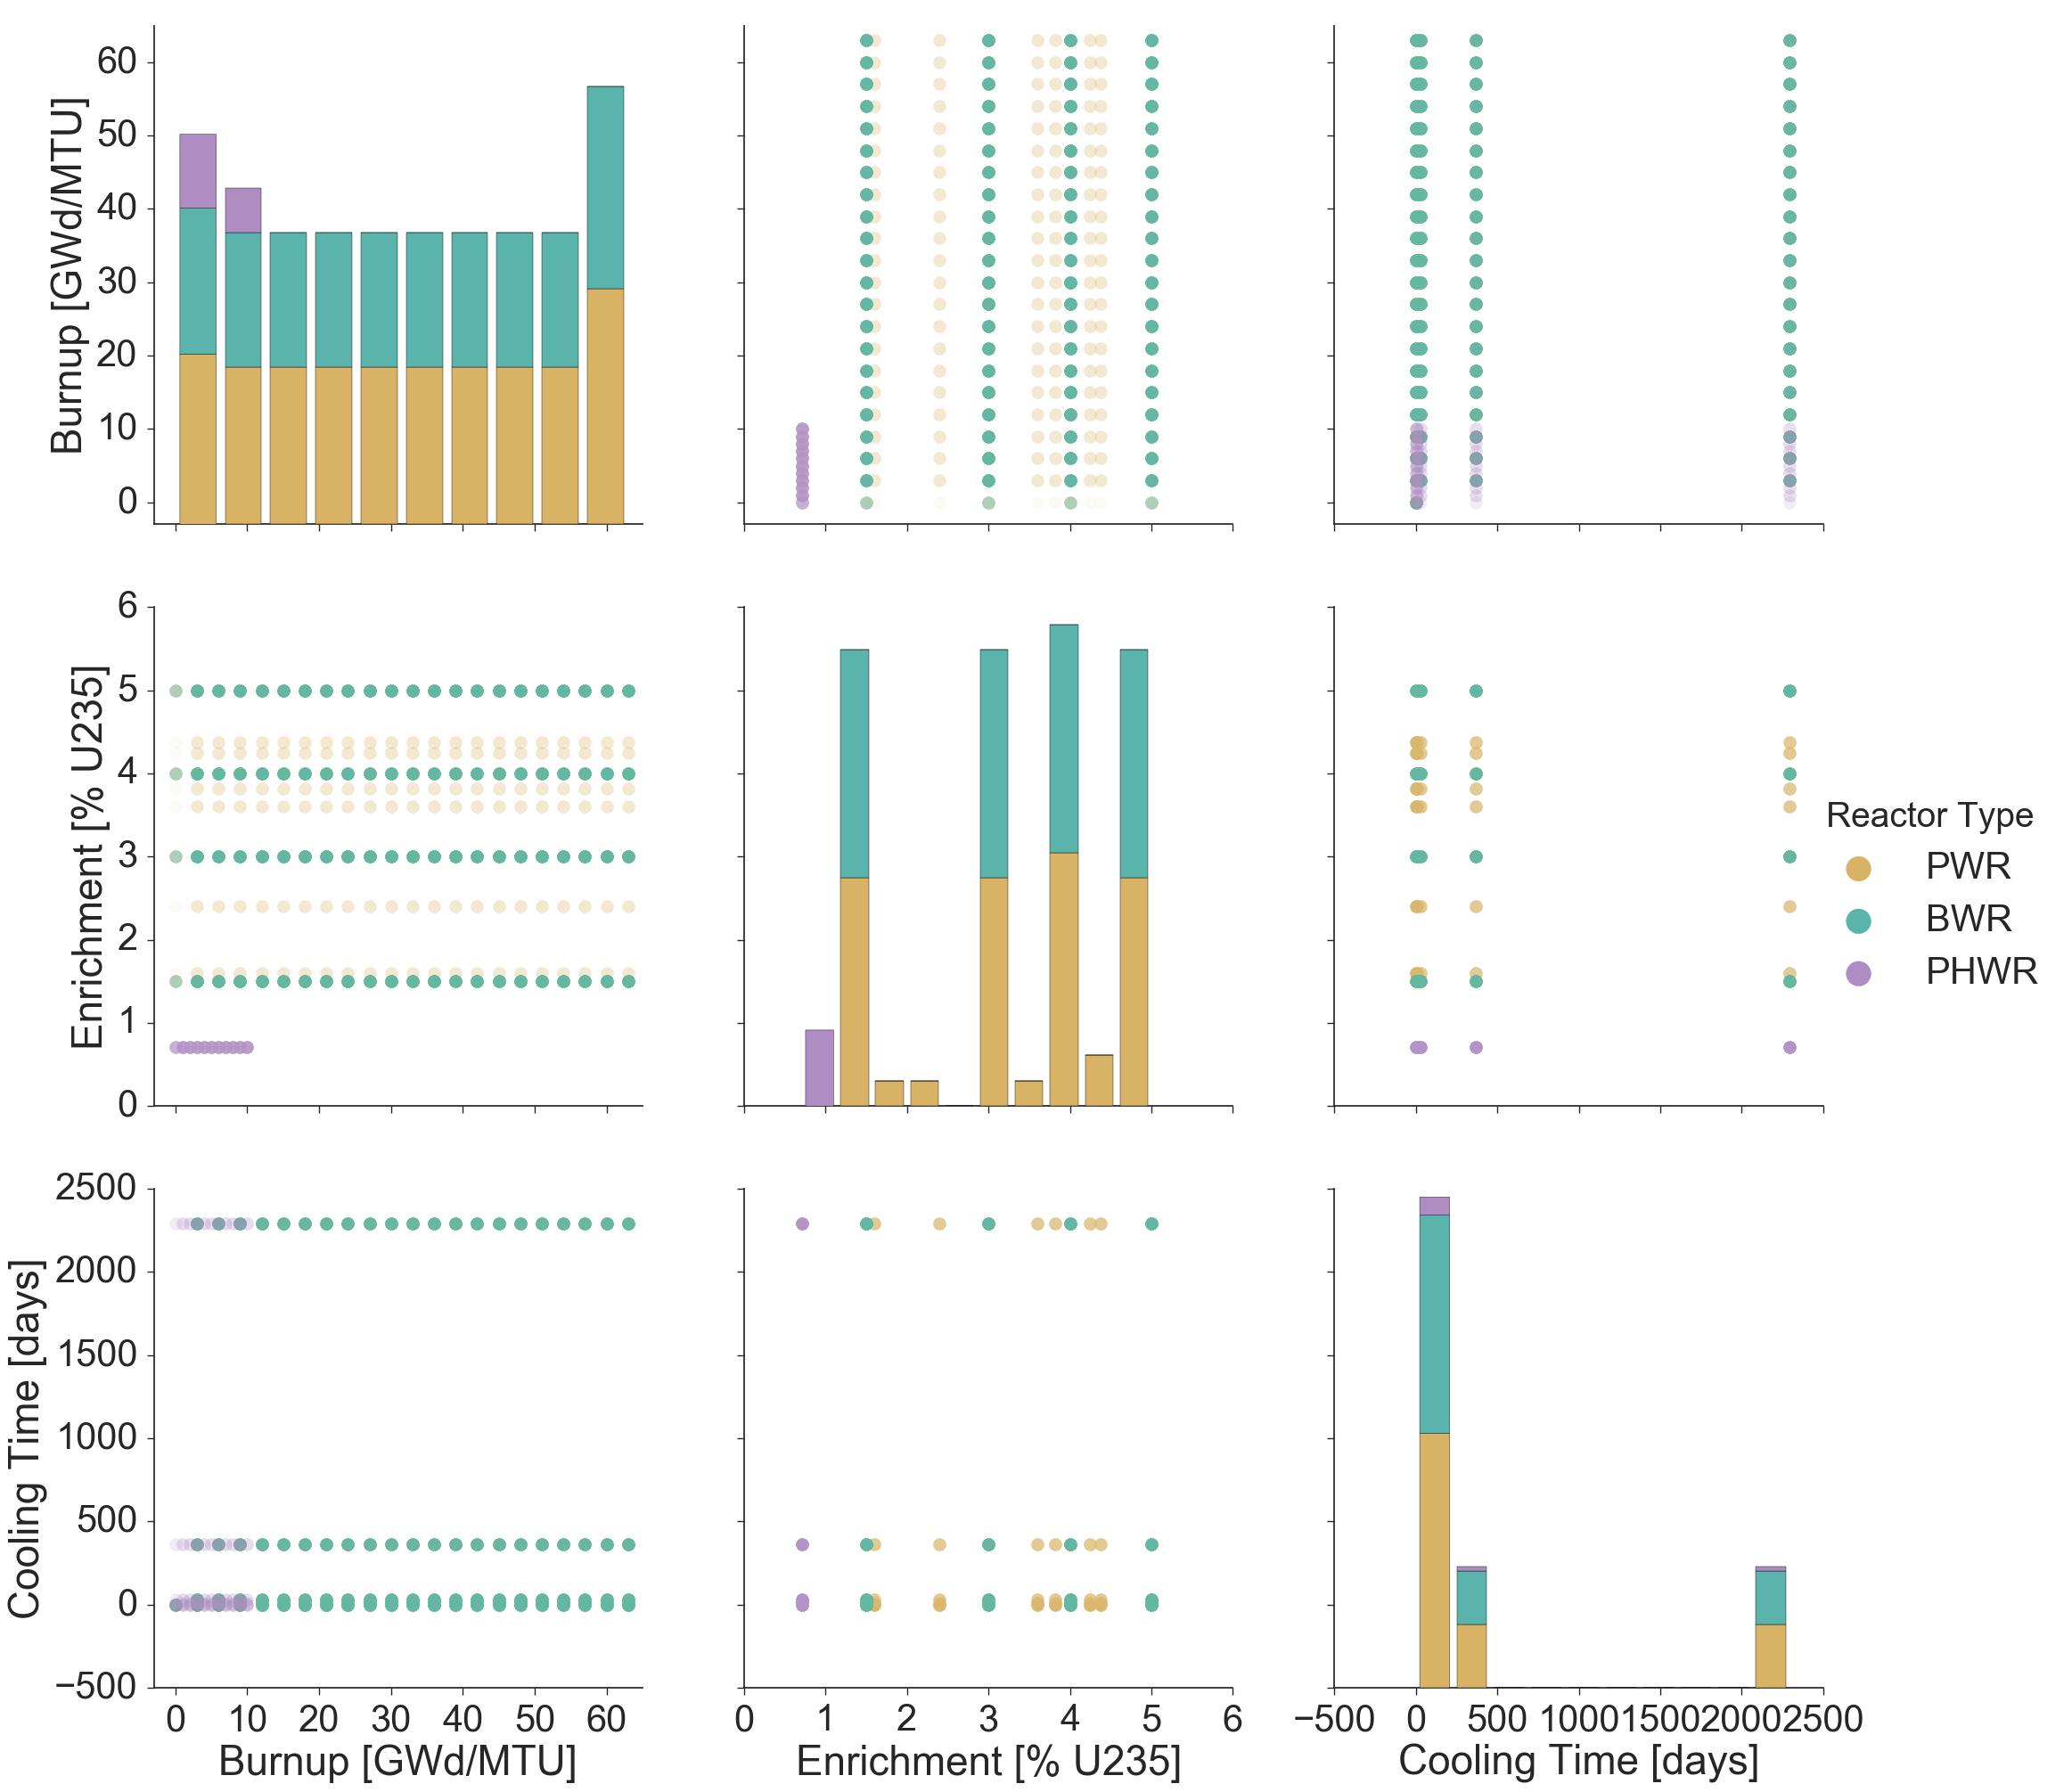 60
50
40
30
20
10
0
Burnup [GWd/MTU]
6
5
4
3
2
1
0
Enrichment [% U235]
Reactor Type
PWR
BWR
PHWR
2500
2000
1500
1000
500
0
−500
Cooling Time [days]
0 10 20 30 40 50 60
Burnup [GWd/MTU]
0 1 2 3 4 5 6
Enrichment [% U235]
−500 0 500 1000 1500 2000 2500
Cooling Time [days]